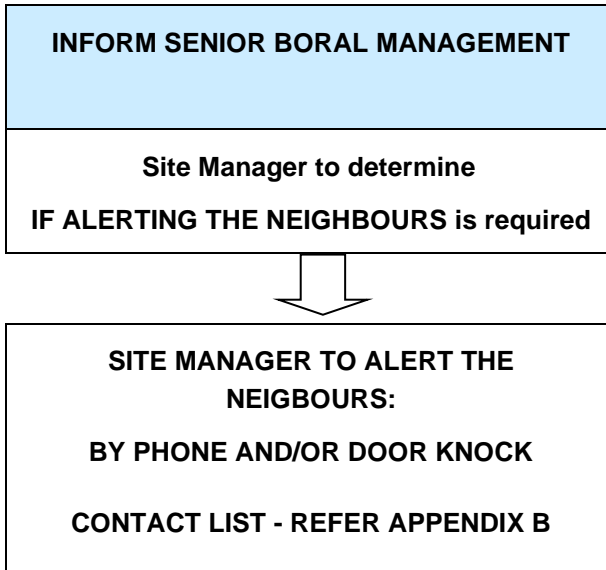 INFORM SENIOR BORAL MANAGEMENT
Site Manager to determine
IF ALERTING THE NEIGHBOURS is required
SITE MANAGER TO ALERT THE
NEIGBOURS:
BY PHONE AND/OR DOOR KNOCK
CONTACT LIST - REFER APPENDIX B